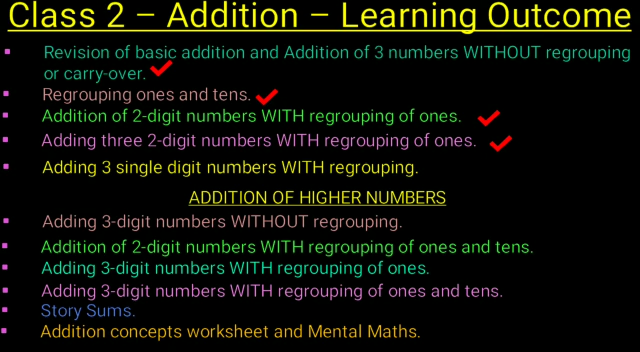 Class 2 – Addition – Learning Outcome
▪ Revision of basic addition and Addition of 3 numbers WITHOUT regrouping
or carry-over.
▪ Regrouping ones and tens.
▪ Addition of 2-digit numbers WITH regrouping of ones.
▪ Adding three 2-digit numbers WITH regrouping of ones.
▪ Adding 3 single digit numbers WITH regrouping.
ADDITION OF HIGHER NUMBERS
▪ Adding 3-digit numbers WITHOUT regrouping.
▪ Addition of 2-digit numbers WITH regrouping of ones and tens.
▪ Adding 3-digit numbers WITH regrouping of ones.
▪ Adding 3-digit numbers WITH regrouping of ones and tens.
▪ Story Sums.
▪ Addition concepts worksheet and Mental Maths.